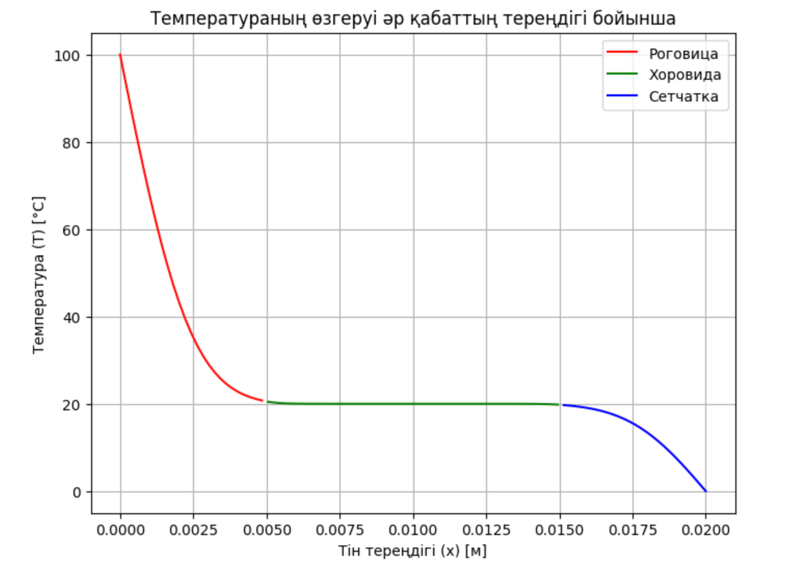 Температураның өзгеруі әр қабаттың тереңдігі бойынша
Роговица
Хоровида
Сетчатка
Температура (T) [°C]
100
80
60
40
20
0
0.0000 0.0025 0.0050 0.0075 0.0100 0.0125 0.0150 0.0175 0.0200
Тін тереңдігі (x) [м]